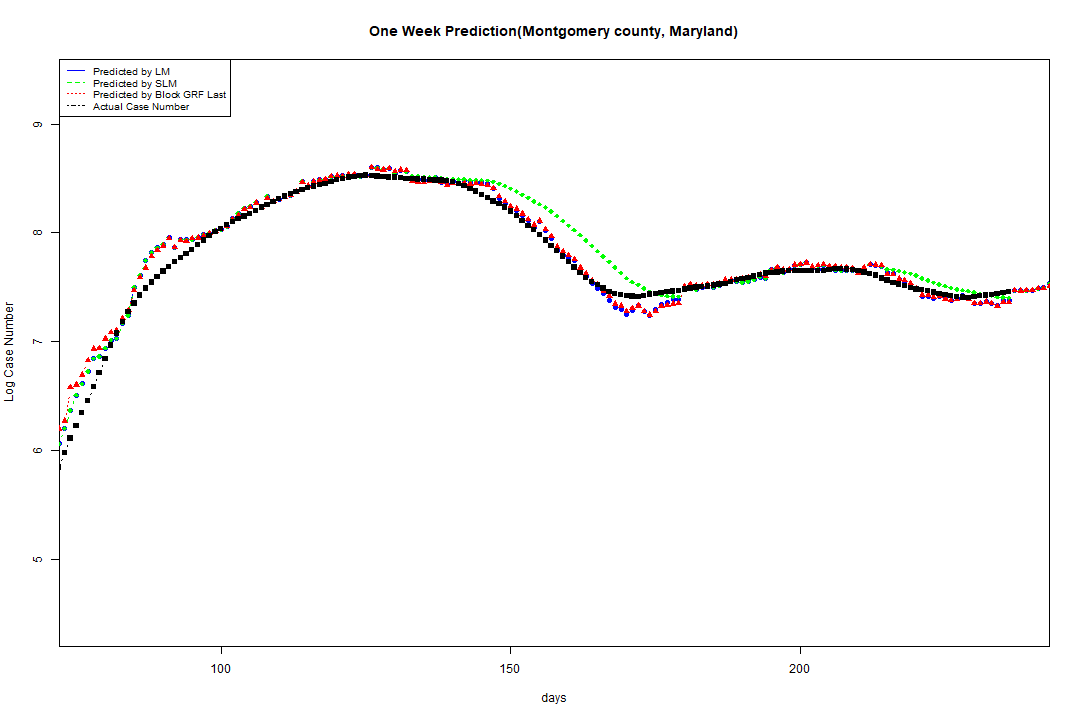 One Week Prediction(Montgomery county, Maryland)
Predicted by LM
Predicted by SLM
Predicted by Block GRF Last
Actual Case Number
9
8
7
6
5
Log Case Number
100 150 200
days